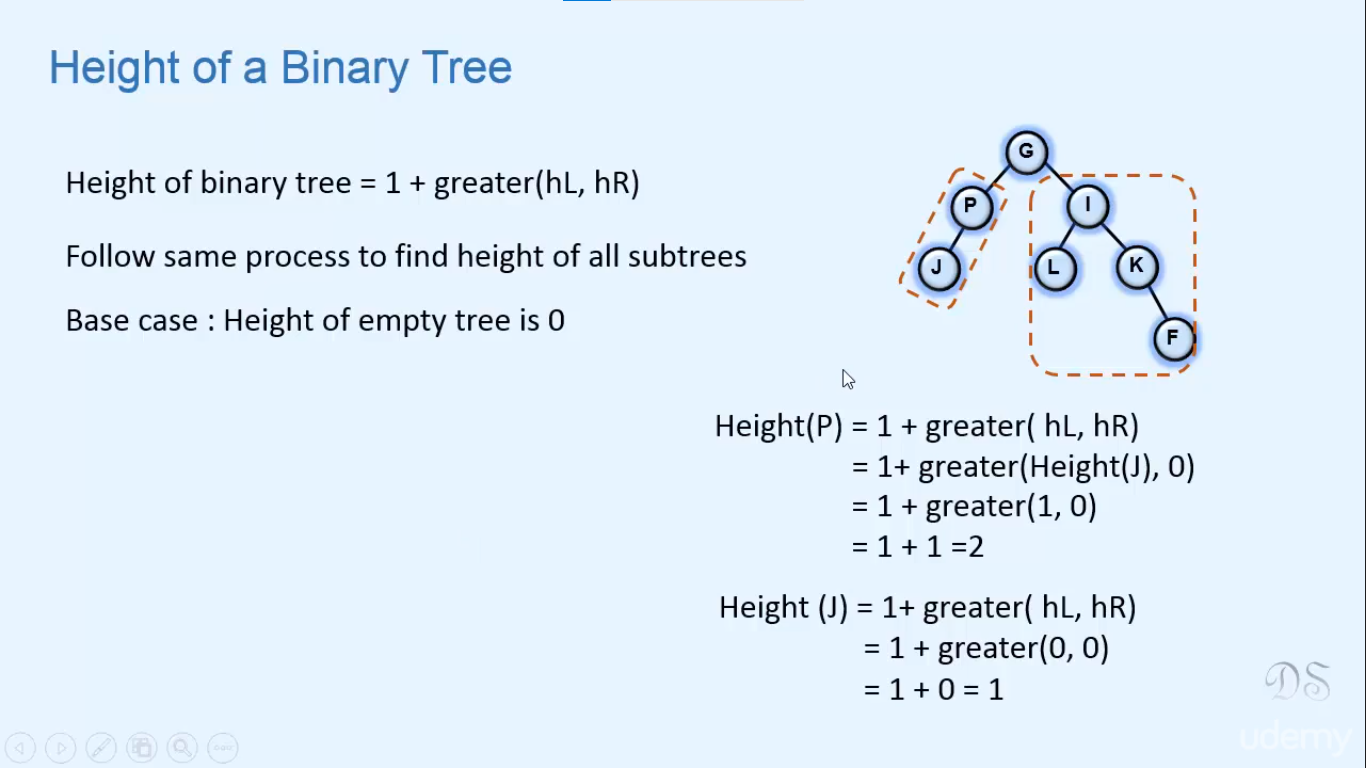 Height of a Binary Tree
Height of binary tree = 1 + greater(hL, hR)
Follow same process to find height of all subtrees
Base case : Height of empty tree is 0
G
P
I
J
L
K
F
Height(P) = 1 + greater( hL, hR)
= 1+ greater(Height(J), 0)
= 1 + greater(1, 0)
= 1 + 1 =2
Height (J) = 1+ greater( hL, hR)
= 1 + greater(0, 0)
= 1 + 0 = 1
DS
udemy